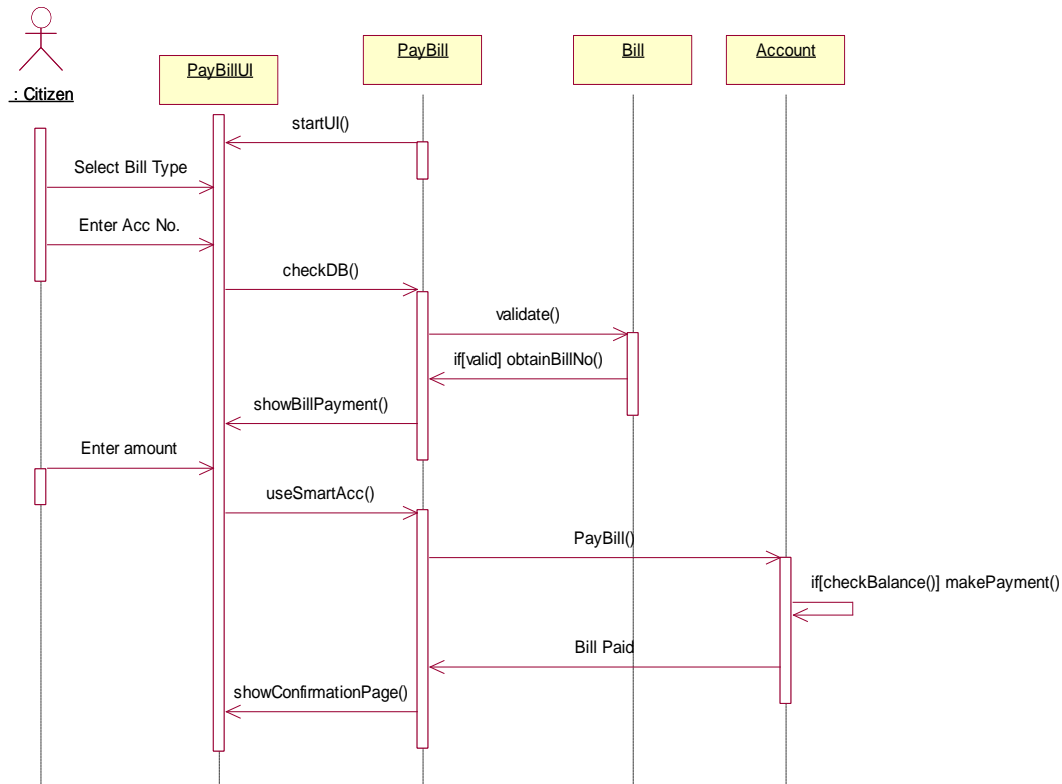 : Citizen
PayBillUI
PayBill
Bill
Account
startUI()
Select Bill Type
Enter Acc No.
checkDB()
validate()
if[valid] obtainBillNo()
showBillPayment()
Enter amount
useSmartAcc()
PayBill()
if[checkBalance()] makePayment()
Bill Paid
showConfirmationPage()